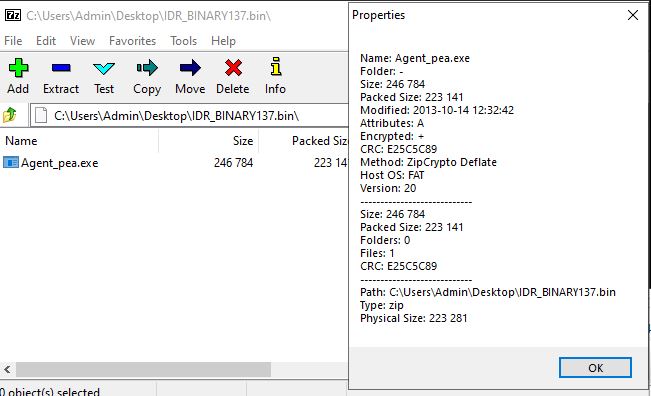 C:\Users\Admin\Desktop\IDR_BINARY137.bin\
File Edit View Favorites Tools Help
Add Extract Test Copy Move Delete Info
C:\Users\Admin\Desktop\IDR_BINARY137.bin\
Name Size Packed Size
Agent_pea.exe 246 784 223 14
0 object(s) selected
Properties
Name: Agent_pea.exe
Folder: -
Size: 246 784
Packed Size: 223 141
Modified: 2013-10-14 12:32:42
Attributes: A
Encrypted: +
CRC: E25C5C89
Method: ZipCrypto Deflate
Host OS: FAT
Version: 20
----------------------------
Size: 246 784
Packed Size: 223 141
Folders: 0
Files: 1
CRC: E25C5C89
----------------------------
Path: C:\Users\Admin\Desktop\IDR_BINARY137.bin
Type: zip
Physical Size: 223 281
OK